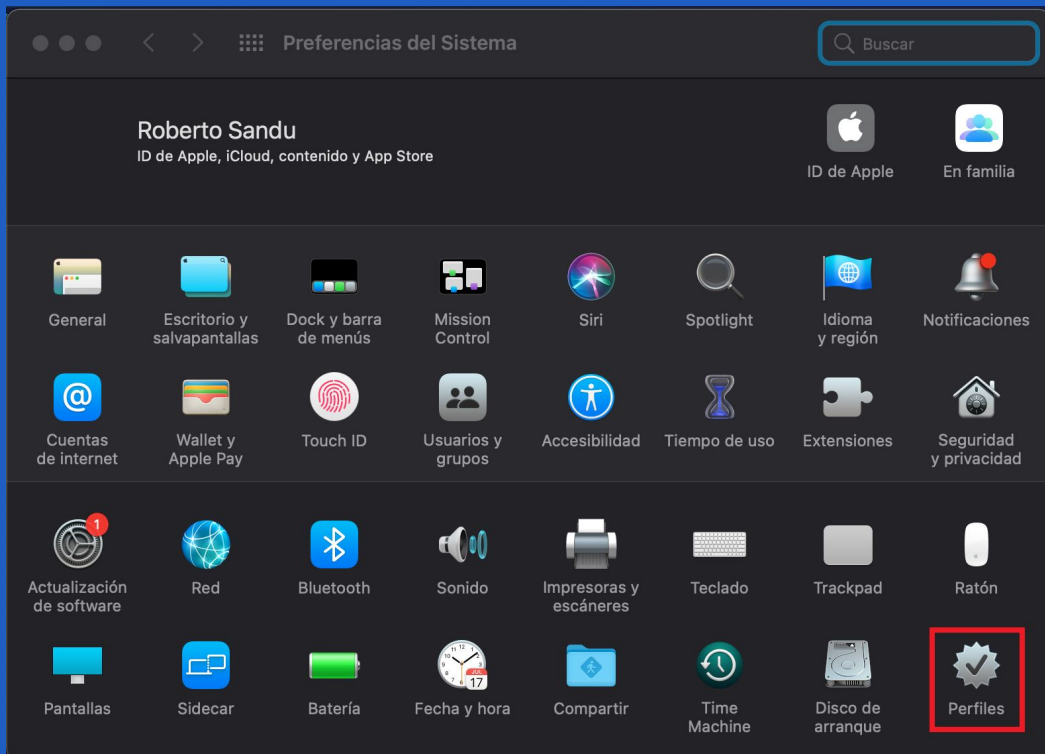 Preferencias del Sistema
Buscar
Roberto Sandu
ID de Apple, iCloud, contenido y App Store
ID de Apple
En familia
General
Escritorio y
salvapantallas
Dock y barra
de menús
Mission
Control
Siri
Spotlight
Idioma
y región
Notificaciones
Cuentas
de internet
Wallet y
Apple Pay
Touch ID
Usuarios y
grupos
Accesibilidad
Tiempo de uso
Extensiones
Seguridad
y privacidad
1
Actualización
de software
Red
Bluetooth
Sonido
Impresoras y
escáneres
Teclado
Trackpad
Ratón
Pantallas
Sidecar
Batería
JUL
17
Fecha y hora
Compartir
Time
Machine
Disco de
arranque
Perfiles